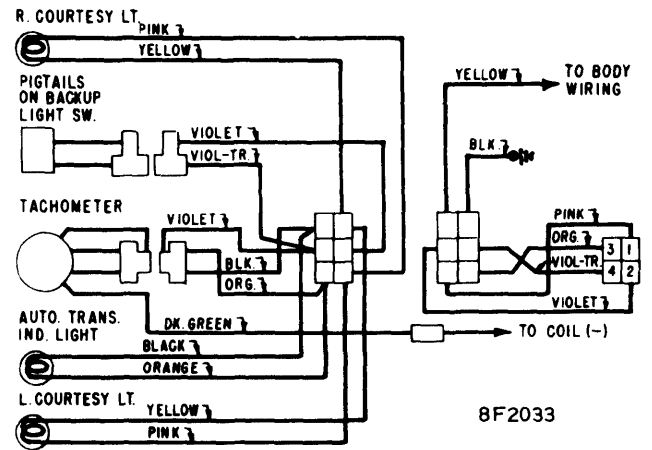 R. COURTESY LT.
PINK
YELLOW
PIGTAILS
ON BACKUP
LIGHT SW.
VIOLET
VIOL-TR.
TACHOMETER
VIOLET
BLK.
ORG.
AUTO. TRANS.
IND. LIGHT
DK. GREEN
BLACK
ORANGE
L. COURTESY LT.
YELLOW
PINK
YELLOW
TO BODY
WIRING
BLK.
PINK
ORG.
3 1
VIOL-TR.
4 2
VIOLET
TO COIL (-)
8F2033